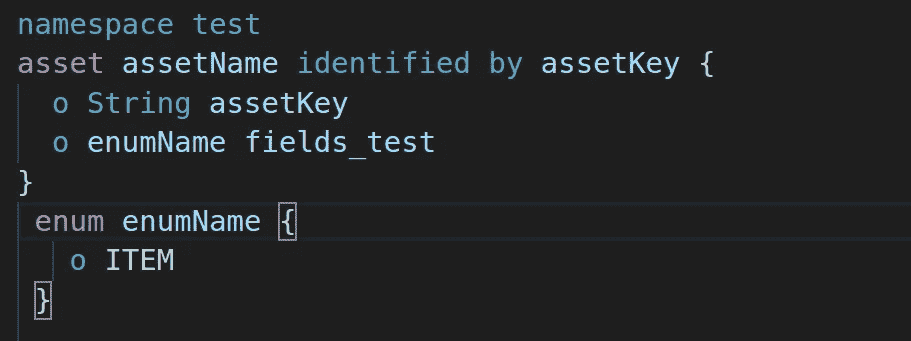 namespace test
asset assetName identified by assetKey {
  o String assetKey
  o enumName fields_test
}
 enum enumName {
   o ITEM
 }